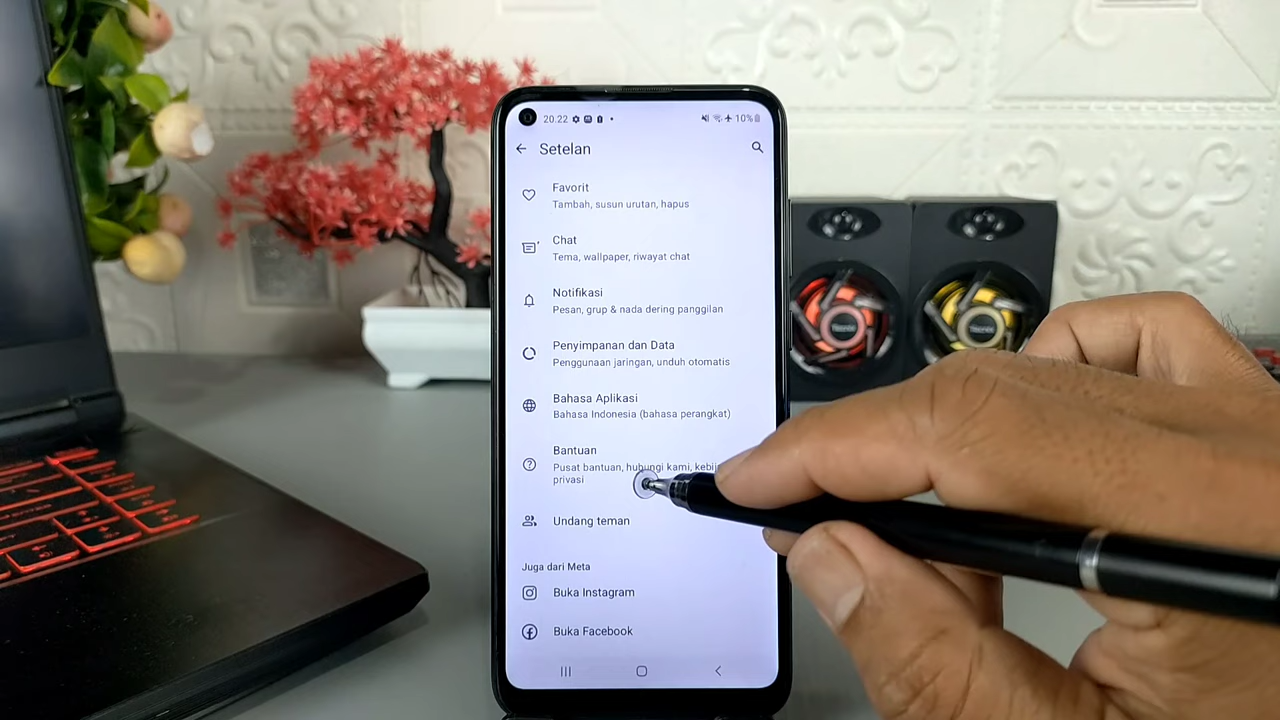 20.22
10%
Setelan
Favorit
Tambah, susun urutan, hapus
Chat
Tema, wallpaper, riwayat chat
Notifikasi
Pesan, grup & nada dering panggilan
Penyimpanan dan Data
Penggunaan jaringan, unduh otomatis
Bahasa Aplikasi
Bahasa Indonesia (bahasa perangkat)
Bantuan
Pusat bantuan, hubungi kami,
privasi
Undang teman
Juga dari Meta
Buka Instagram
Buka Facebook